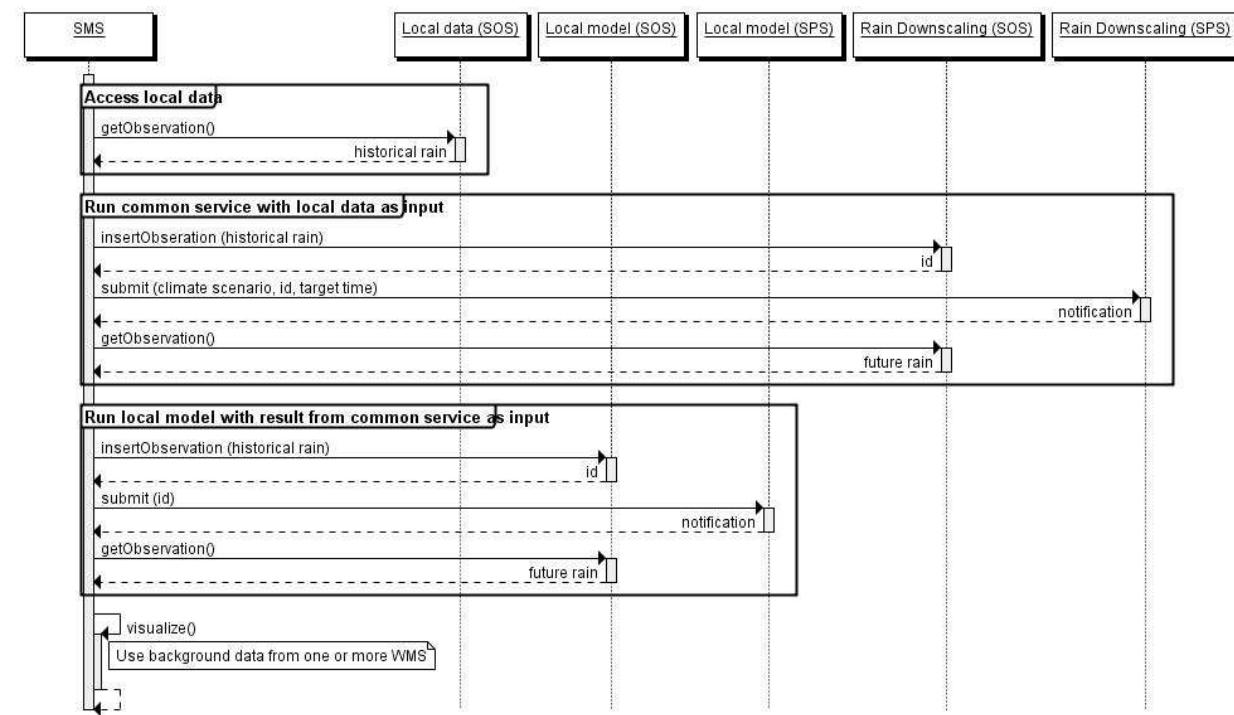 SMS
Local data (SOS)
Local model (SOS)
Local model (SPS)
Rain Downscaling (SOS)
Rain Downscaling (SPS)
Access local data
getObservation()
historical rain
Run common service with local data as input
insertObseration (historical rain)
id
submit (climate scenario, id, target time)
notification
getObservation()
future rain
Run local model with result from common service as input
insertObservation (historical rain)
id
submit (id)
notification
getObservation()
future rain
visualize()
Use background data from one or more WMS